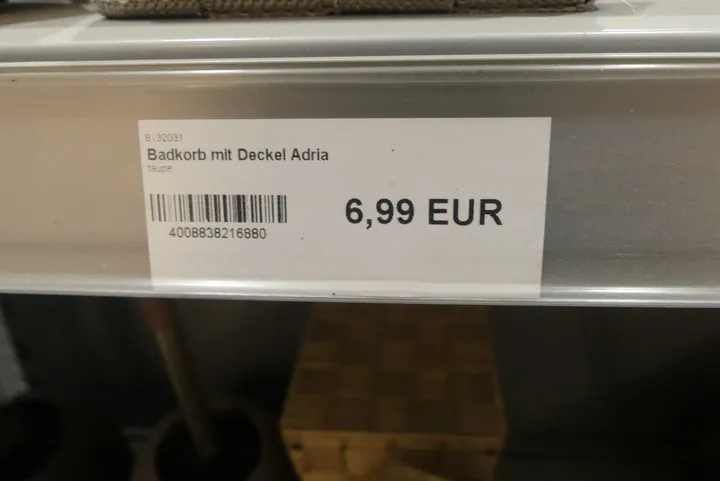 8132031
Badkorb mit Deckel Adria
taupe
6,99 EUR
4008838216880